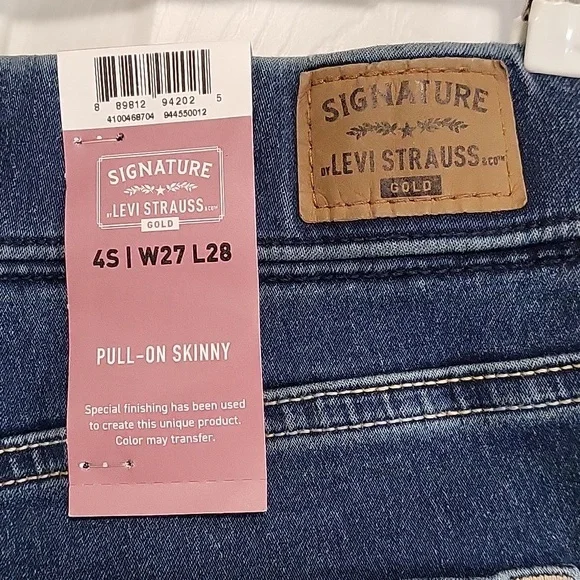 8 89812 94202 5
4100468704 944550012
SIGNATURE
BY LEVI STRAUSS & CO™
GOLD
4S | W27 L28
PULL-ON SKINNY
Special finishing has been used
to create this unique product.
Color may transfer.
SIGNATURE
BY LEVI STRAUSS & CO™
GOLD